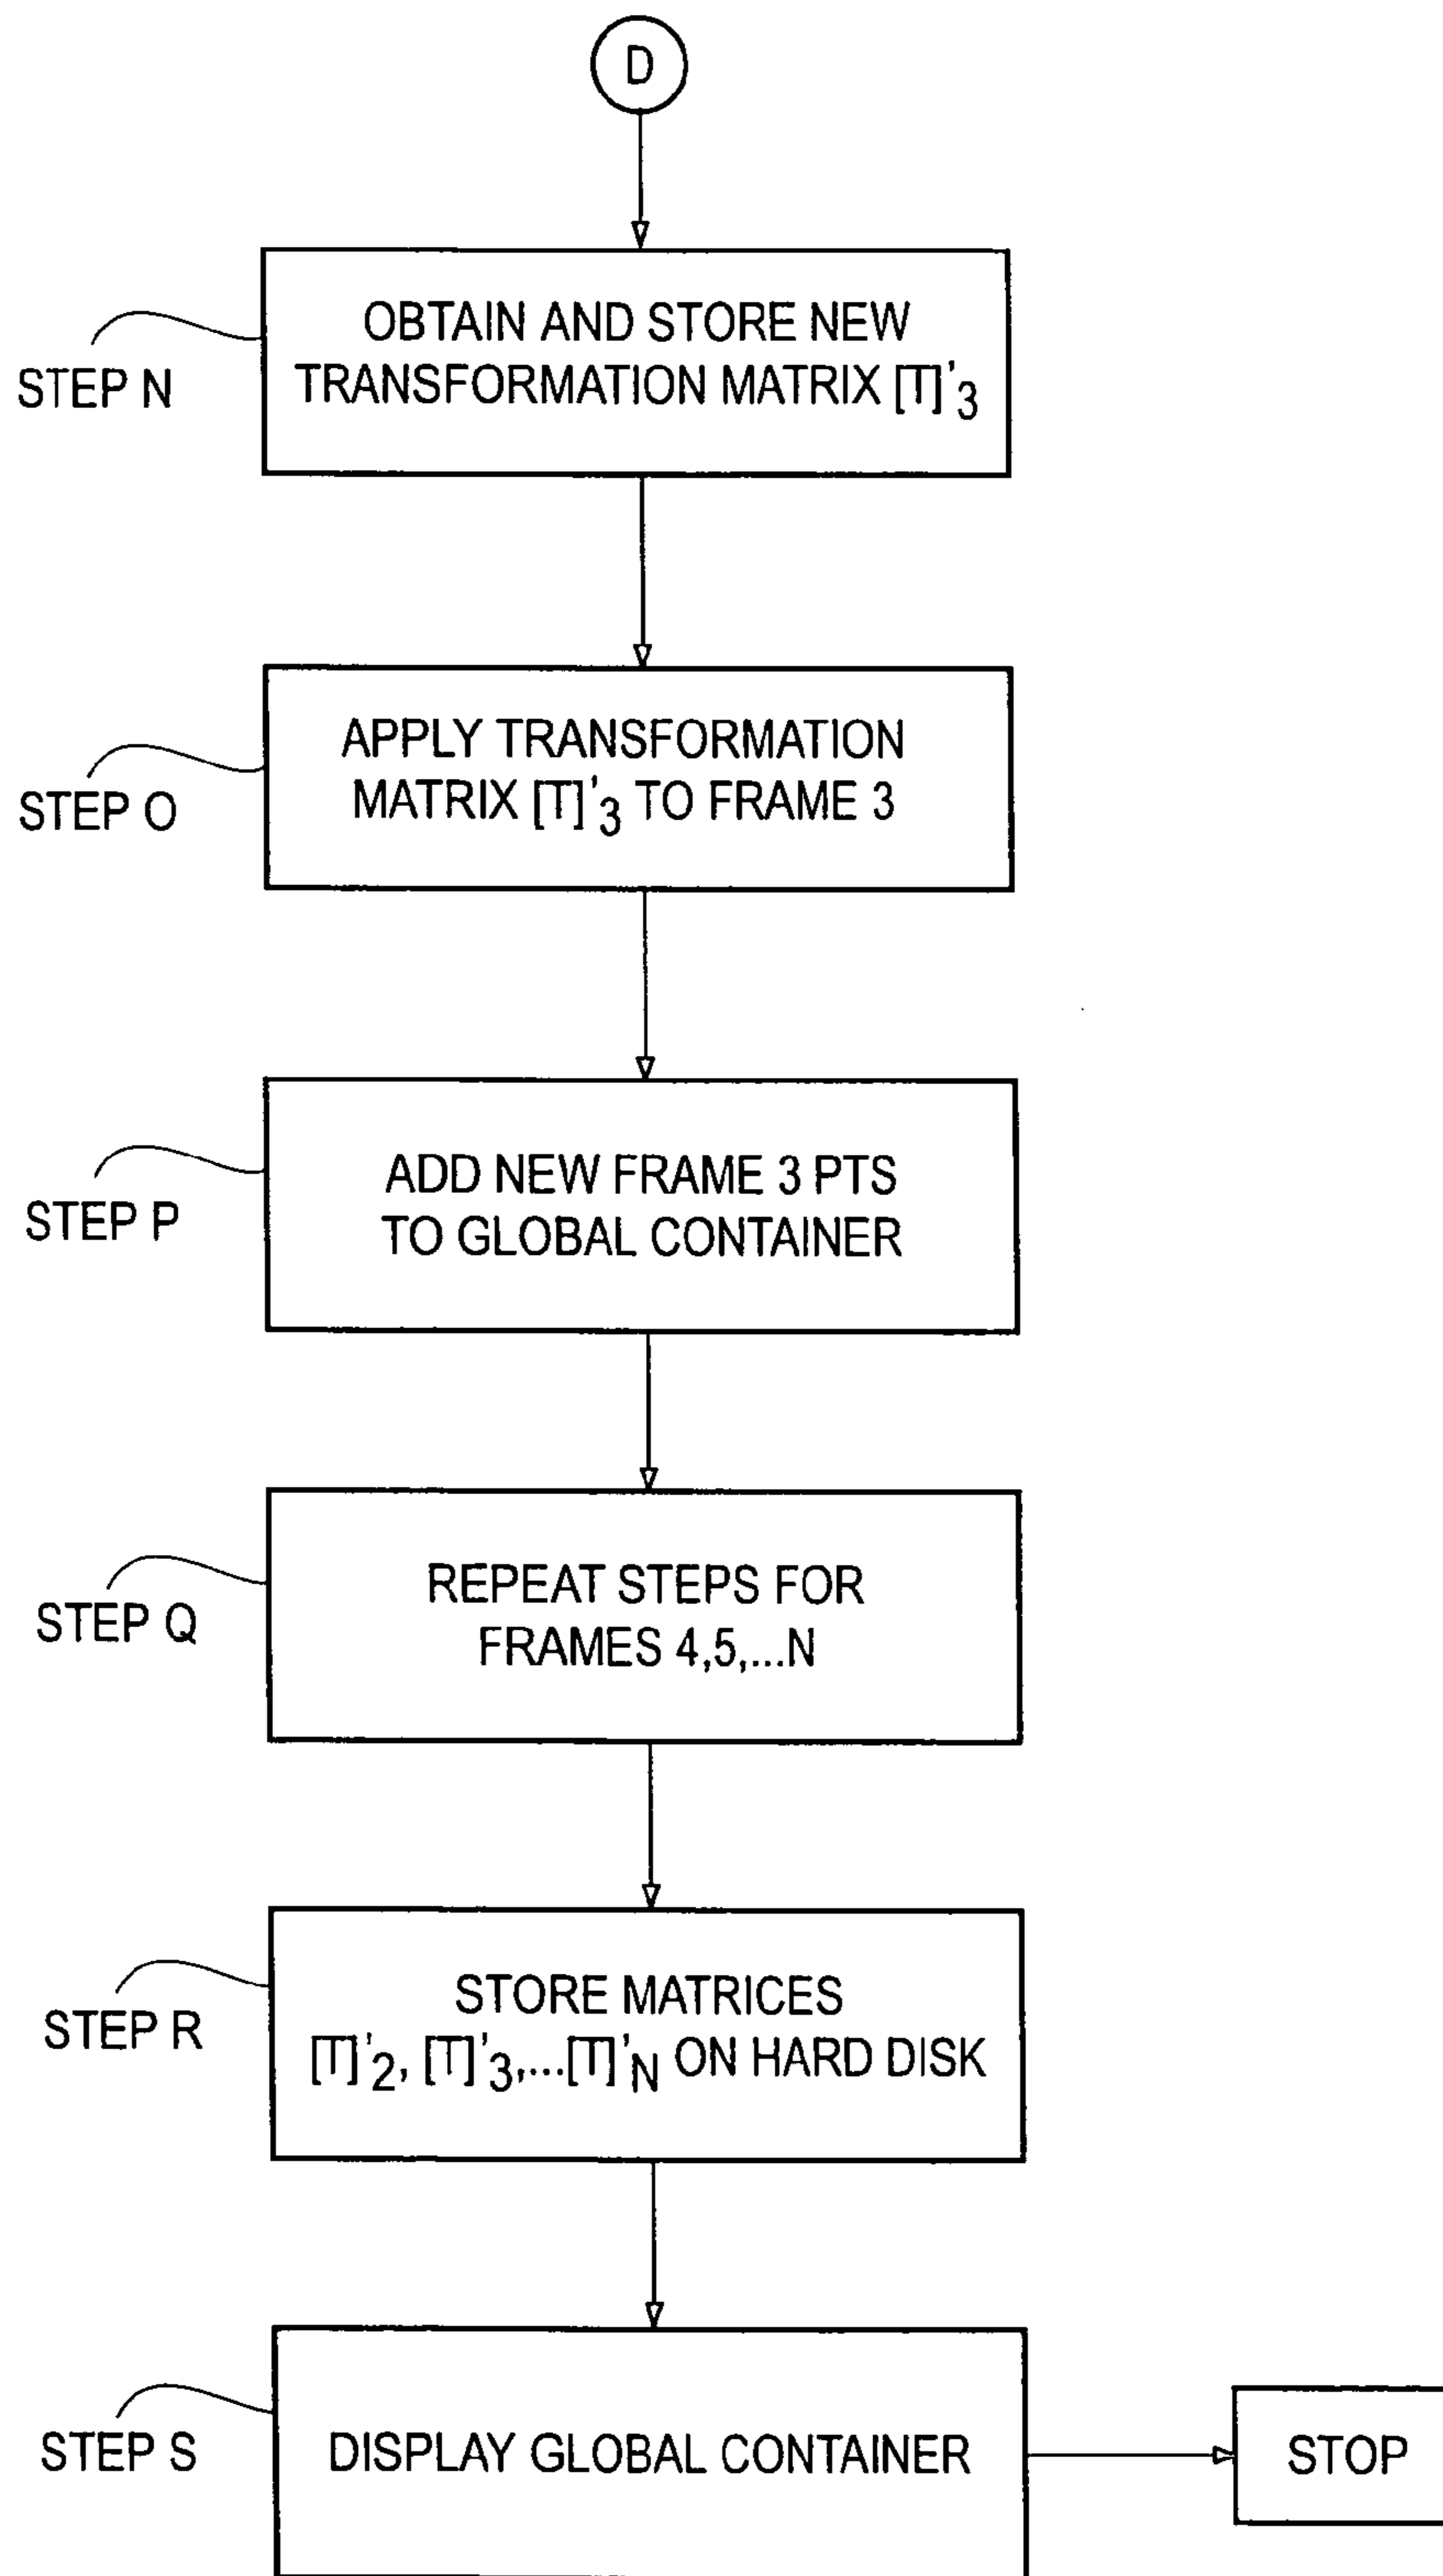 D
OBTAIN AND STORE NEW
TRANSFORMATION MATRIX [T]'3
STEP N
APPLY TRANSFORMATION
MATRIX [T]'3 TO FRAME 3
STEP O
ADD NEW FRAME 3 PTS
TO GLOBAL CONTAINER
STEP P
REPEAT STEPS FOR
FRAMES 4,5,...N
STEP Q
STORE MATRICES
[T]'2, [T]'3,...[T]'N ON HARD DISK
STEP R
DISPLAY GLOBAL CONTAINER
STEP S
STOP